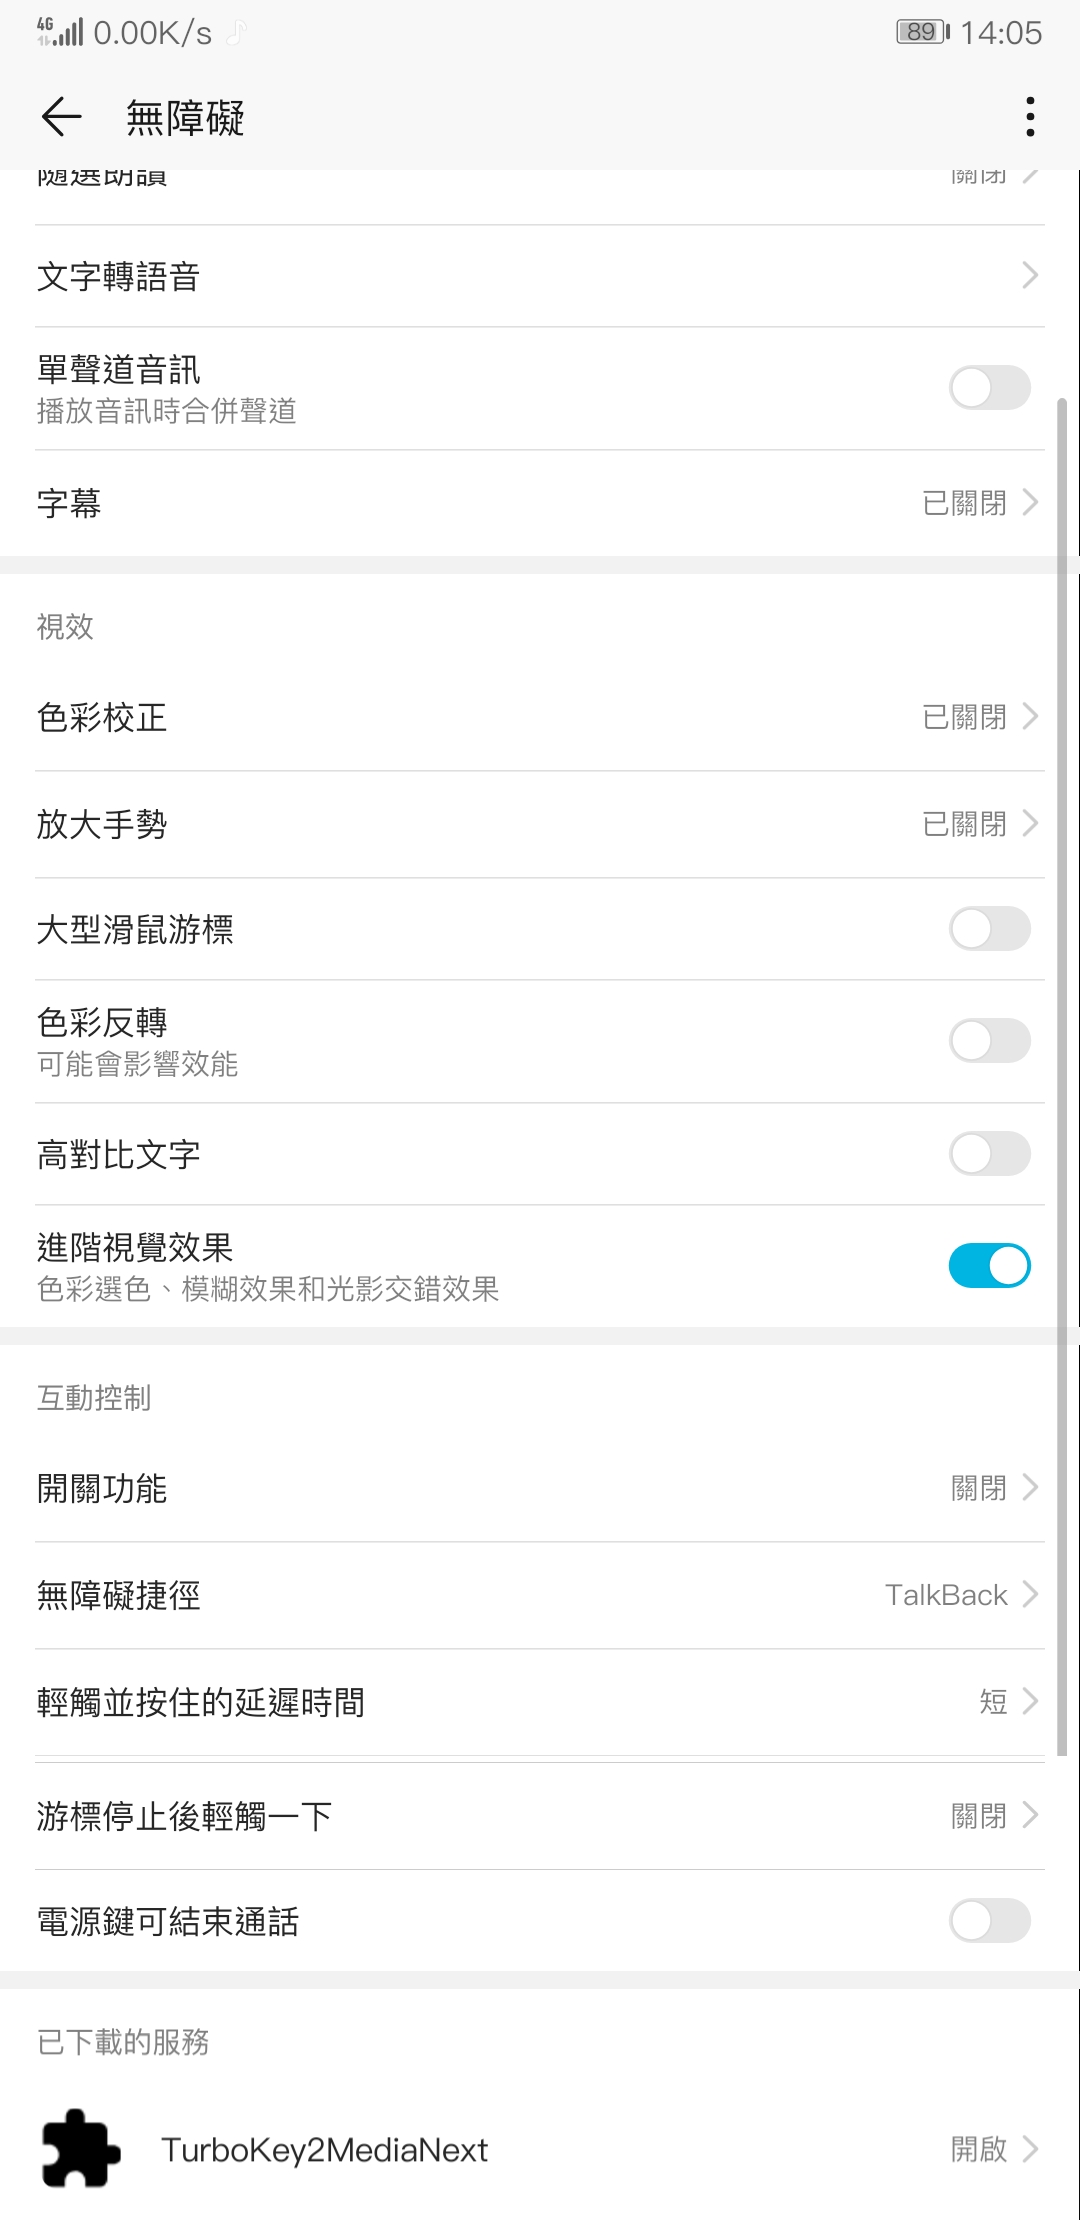 4G 0.00K/s 89 14:05
無障礙
隨選朗讀 關閉
文字轉語音
單聲道音訊
播放音訊時合併聲道
字幕 已關閉
視效
色彩校正 已關閉
放大手勢 已關閉
大型滑鼠游標
色彩反轉
可能會影響效能
高對比文字
進階視覺效果
色彩選色、模糊效果和光影交錯效果
互動控制
開關功能 關閉
無障礙捷徑 TalkBack
輕觸並按住的延遲時間 短
游標停止後輕觸一下 關閉
電源鍵可結束通話
已下載的服務
TurboKey2MediaNext 開啟